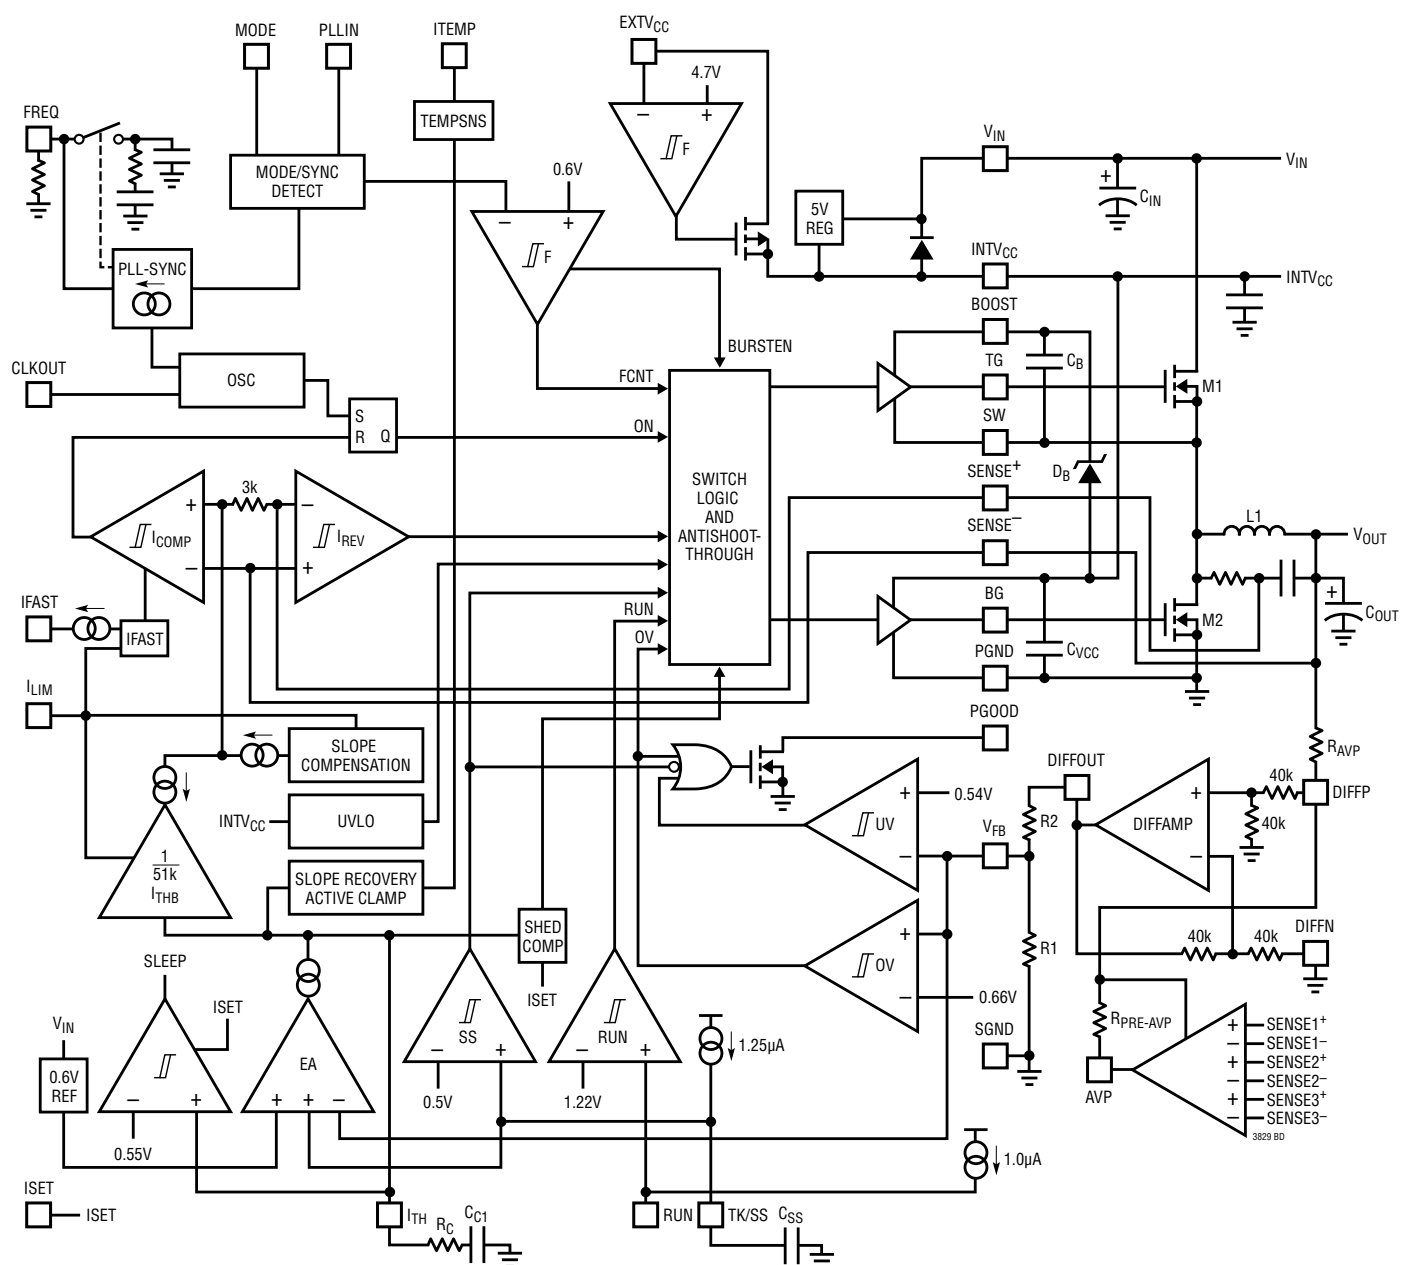 MODE
PLLIN
ITEMP
EXTVCC
4.7V
FREQ
TEMPSNS
F
VIN
VIN
MODE/SYNC
DETECT
0.6V
+
CIN
5V
REG
PLL-SYNC
F
INTVCC
INTVCC
BOOST
BURSTEN
CLKOUT
OSC
FCNT
TG
CB
M1
S
R Q
ON
SW
SENSE+
DB
3k
SWITCH
LOGIC
AND
ANTISHOOT-
THROUGH
SENSE–
L1
VOUT
+
–
ICOMP
–
+
IREV
IFAST
IFAST
RUN
OV
BG
M2
+
COUT
PGND
CVCC
ILIM
PGOOD
SLOPE
COMPENSATION
RAVP
DIFFOUT
40k
DIFFP
INTVCC
UVLO
+
–
UV
0.54V
VFB
R2
+
–
DIFFAMP
40k
1
51k
ITHB
SLOPE RECOVERY
ACTIVE CLAMP
SHED
COMP
ISET
+
–
OV
0.66V
R1
40k
40k
DIFFN
SLEEP
ISET
SS
RUN
SGND
RPRE-AVP
+ SENSE1+
– SENSE1–
+ SENSE2+
– SENSE2–
+ SENSE3+
– SENSE3–
3829 BD
VIN
0.6V
REF
– +
EA
+ + –
– +
– +
1.25µA
AVP
0.55V
0.5V
1.22V
1.0µA
ISET
ISET
ITH
RC
CC1
RUN
TK/SS
CSS